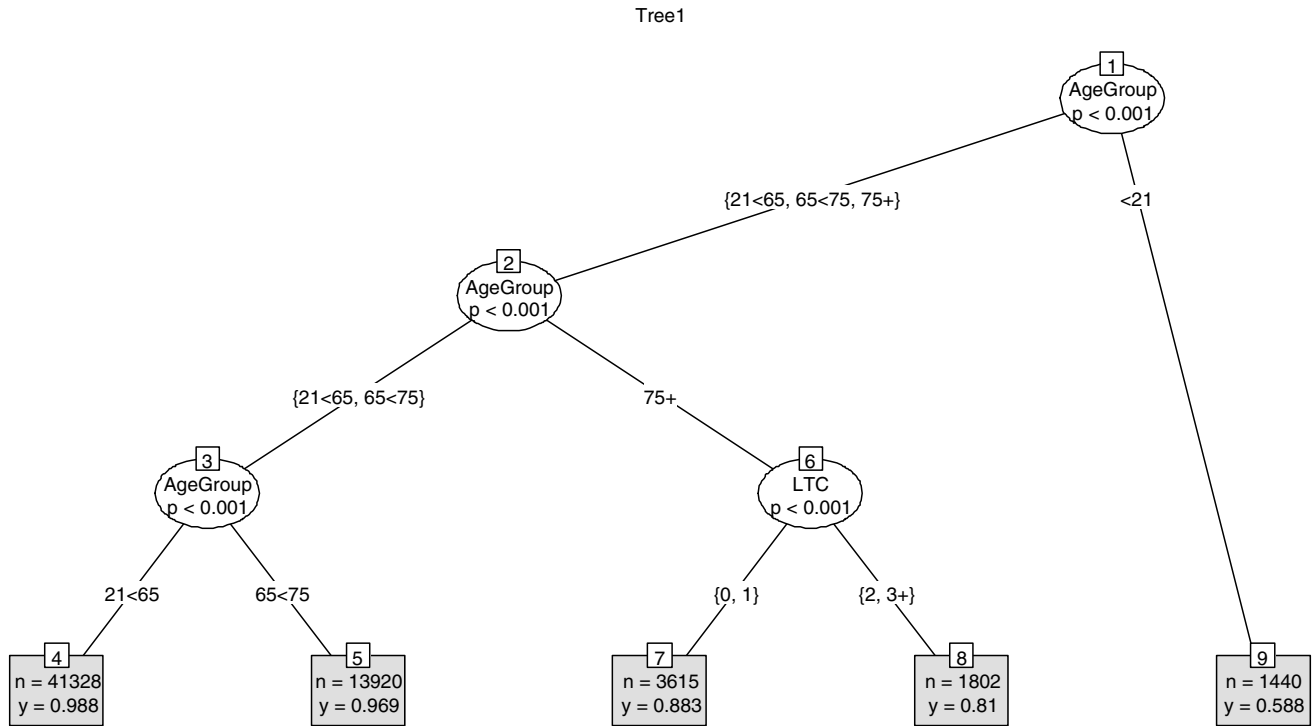 Tree1
1
AgeGroup
p < 0.001
{21<65, 65<75, 75+}
<21
2
AgeGroup
p < 0.001
{21<65, 65<75}
75+
3
AgeGroup
p < 0.001
6
LTC
p < 0.001
21<65
65<75
{0, 1}
{2, 3+}
4
n = 41328
y = 0.988
5
n = 13920
y = 0.969
7
n = 3615
y = 0.883
8
n = 1802
y = 0.81
9
n = 1440
y = 0.588